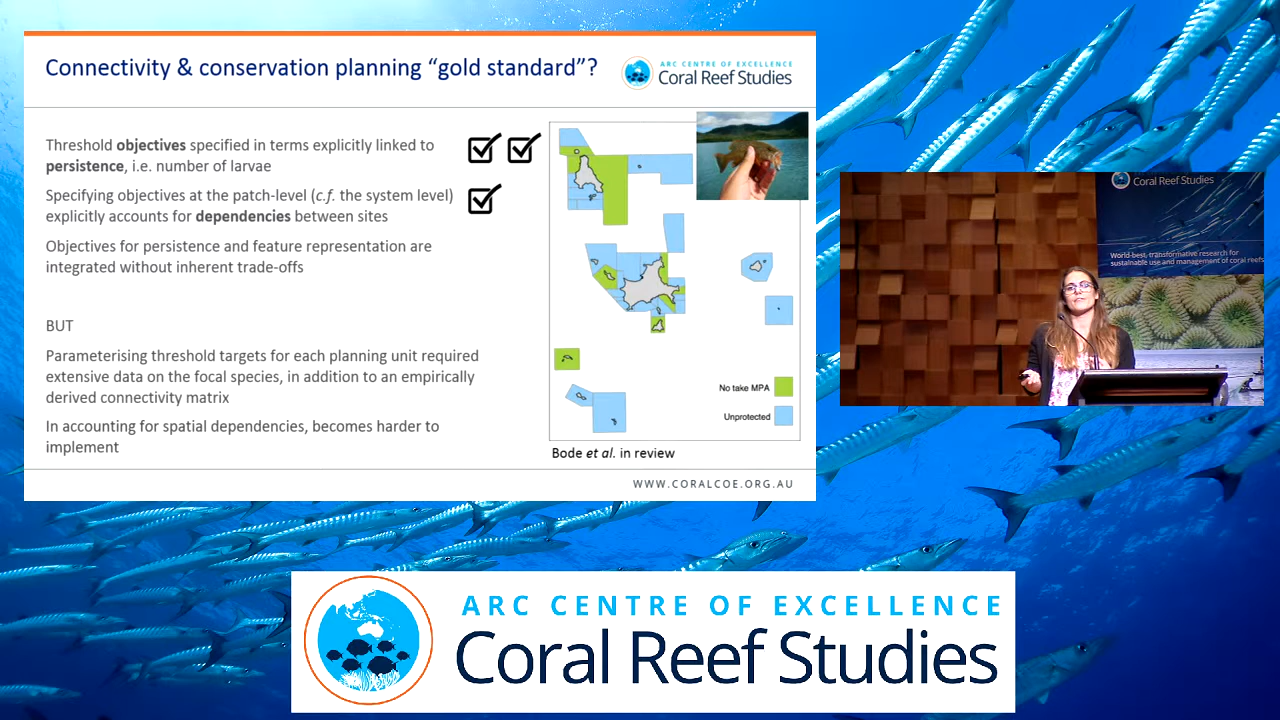 Connectivity & conservation planning “gold standard”?
ARC CENTRE OF EXCELLENCE
Coral Reef Studies
Threshold objectives specified in terms explicitly linked to
persistence, i.e. number of larvae
Specifying objectives at the patch-level (c.f. the system level)
explicitly accounts for dependencies between sites
Objectives for persistence and feature representation are
integrated without inherent trade-offs
BUT
Parameterising threshold targets for each planning unit required
extensive data on the focal species, in addition to an empirically
derived connectivity matrix
In accounting for spatial dependencies, becomes harder to
implement
No take MPA
Unprotected
Bode et al. in review
WWW.CORALCOE.ORG.AU
Coral Reef Studies
World-best, transformative research for
sustainable use and management of coral reefs
ARC CENTRE OF EXCELLENCE
Coral Reef Studies